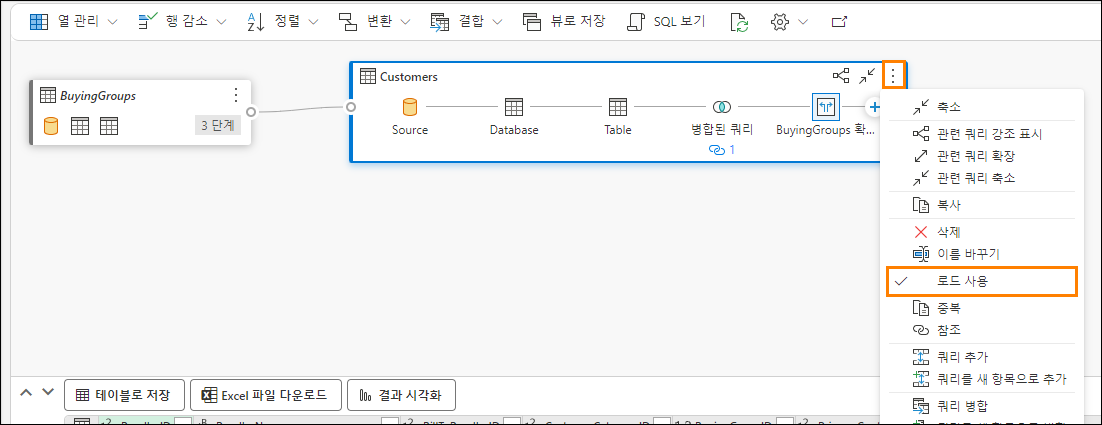 열 관리 행 감소 정렬 변환 결합 뷰로 저장 SQL 보기
BuyingGroups
3 단계
Customers
Source Database Table 병합된 쿼리 BuyingGroups 확...
1
축소
관련 쿼리 강조 표시
관련 쿼리 확장
관련 쿼리 축소
복사
삭제
이름 바꾸기
로드 사용
중복
참조
쿼리 추가
쿼리를 새 항목으로 추가
쿼리 병합
테이블로 저장 Excel 파일 다운로드 결과 시각화